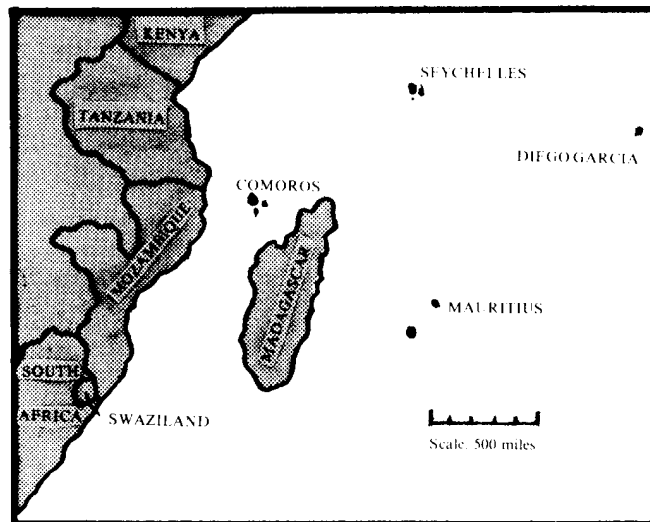 KENYA
SEYCHELLES
TANZANIA
DIEGO GARCIA
COMOROS
MOZAMBIQUE
MADAGASCAR
MAURITIUS
SOUTH
AFRICA
SWAZILAND
Scale. 500 miles